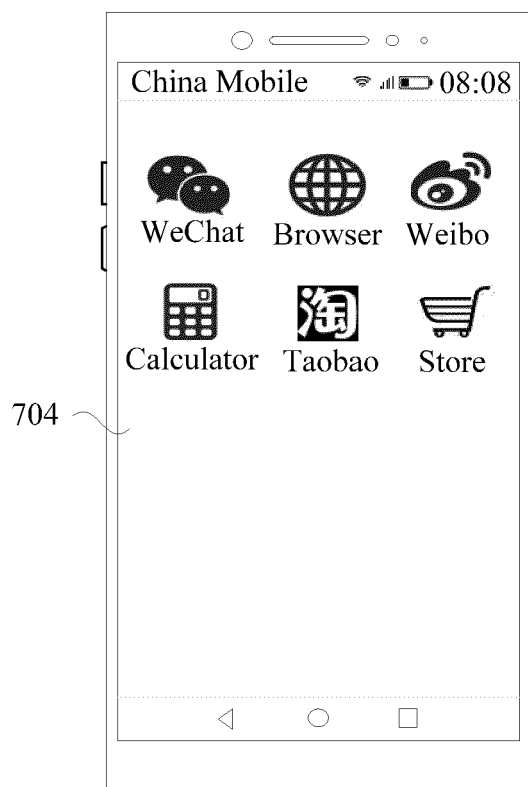 China Mobile 08:08
WeChat Browser Weibo
淘
Calculator Taobao Store
704